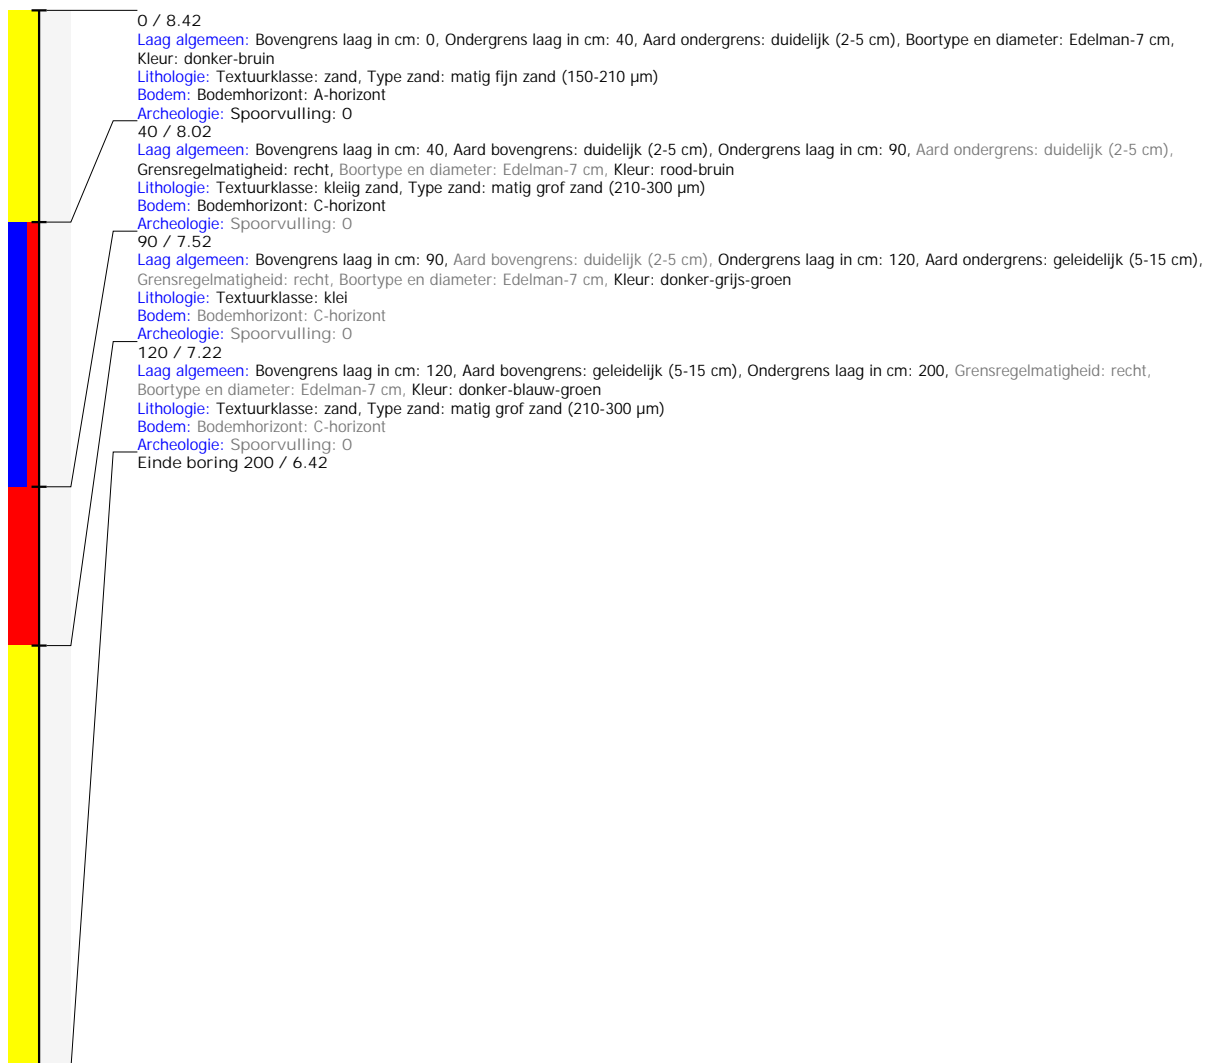 0 / 8.42
Laag algemeen: Bovengrens laag in cm: 0, Ondergrens laag in cm: 40, Aard ondergrens: duidelijk (2-5 cm), Boortype en diameter: Edelman-7 cm,
Kleur: donker-bruin
Lithologie: Textuurklasse: zand, Type zand: matig fijn zand (150-210 µm)
Bodem: Bodemhorizont: A-horizont
Archeologie: Spoorvulling: 0
40 / 8.02
Laag algemeen: Bovengrens laag in cm: 40, Aard bovengrens: duidelijk (2-5 cm), Ondergrens laag in cm: 90, Aard ondergrens: duidelijk (2-5 cm),
Grensregelmatigheid: recht, Boortype en diameter: Edelman-7 cm, Kleur: rood-bruin
Lithologie: Textuurklasse: kleiig zand, Type zand: matig grof zand (210-300 µm)
Bodem: Bodemhorizont: C-horizont
Archeologie: Spoorvulling: 0
90 / 7.52
Laag algemeen: Bovengrens laag in cm: 90, Aard bovengrens: duidelijk (2-5 cm), Ondergrens laag in cm: 120, Aard ondergrens: geleidelijk (5-15 cm),
Grensregelmatigheid: recht, Boortype en diameter: Edelman-7 cm, Kleur: donker-grijs-groen
Lithologie: Textuurklasse: klei
Bodem: Bodemhorizont: C-horizont
Archeologie: Spoorvulling: 0
120 / 7.22
Laag algemeen: Bovengrens laag in cm: 120, Aard bovengrens: geleidelijk (5-15 cm), Ondergrens laag in cm: 200, Grensregelmatigheid: recht,
Boortype en diameter: Edelman-7 cm, Kleur: donker-blauw-groen
Lithologie: Textuurklasse: zand, Type zand: matig grof zand (210-300 µm)
Bodem: Bodemhorizont: C-horizont
Archeologie: Spoorvulling: 0
Einde boring 200 / 6.42